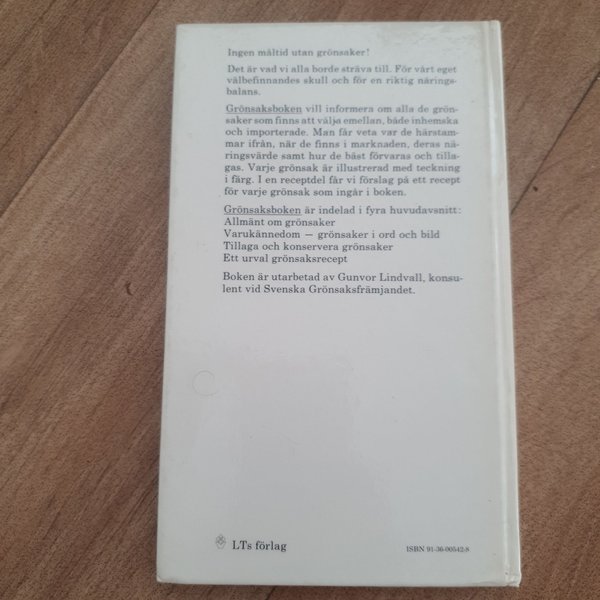 Ingen måltid utan grönsaker!
Det är vad vi alla borde sträva till. För vårt eget
välbefinnandes skull och för en riktig närings-
balans.
Grönsaksboken vill informera om alla de grön-
saker som finns att välja emellan, både inhemska
och importerade. Man får veta var de härstam-
mar ifrån, när de finns i marknaden, deras nä-
ringsvärde samt hur de bäst förvaras och tilla-
gas. Varje grönsak är illustrerad med teckning
i färg. I en receptdel får vi förslag på ett recept
för varje grönsak som ingår i boken.
Grönsaksboken är indelad i fyra huvudavsnitt:
Allmänt om grönsaker
Varukännedom — grönsaker i ord och bild
Tillaga och konservera grönsaker
Ett urval grönsaksrecept
Boken är utarbetad av Gunvor Lindvall, konsu-
lent vid Svenska Grönsaksfrämjandet.
LTs förlag
ISBN 91-36-00542-8